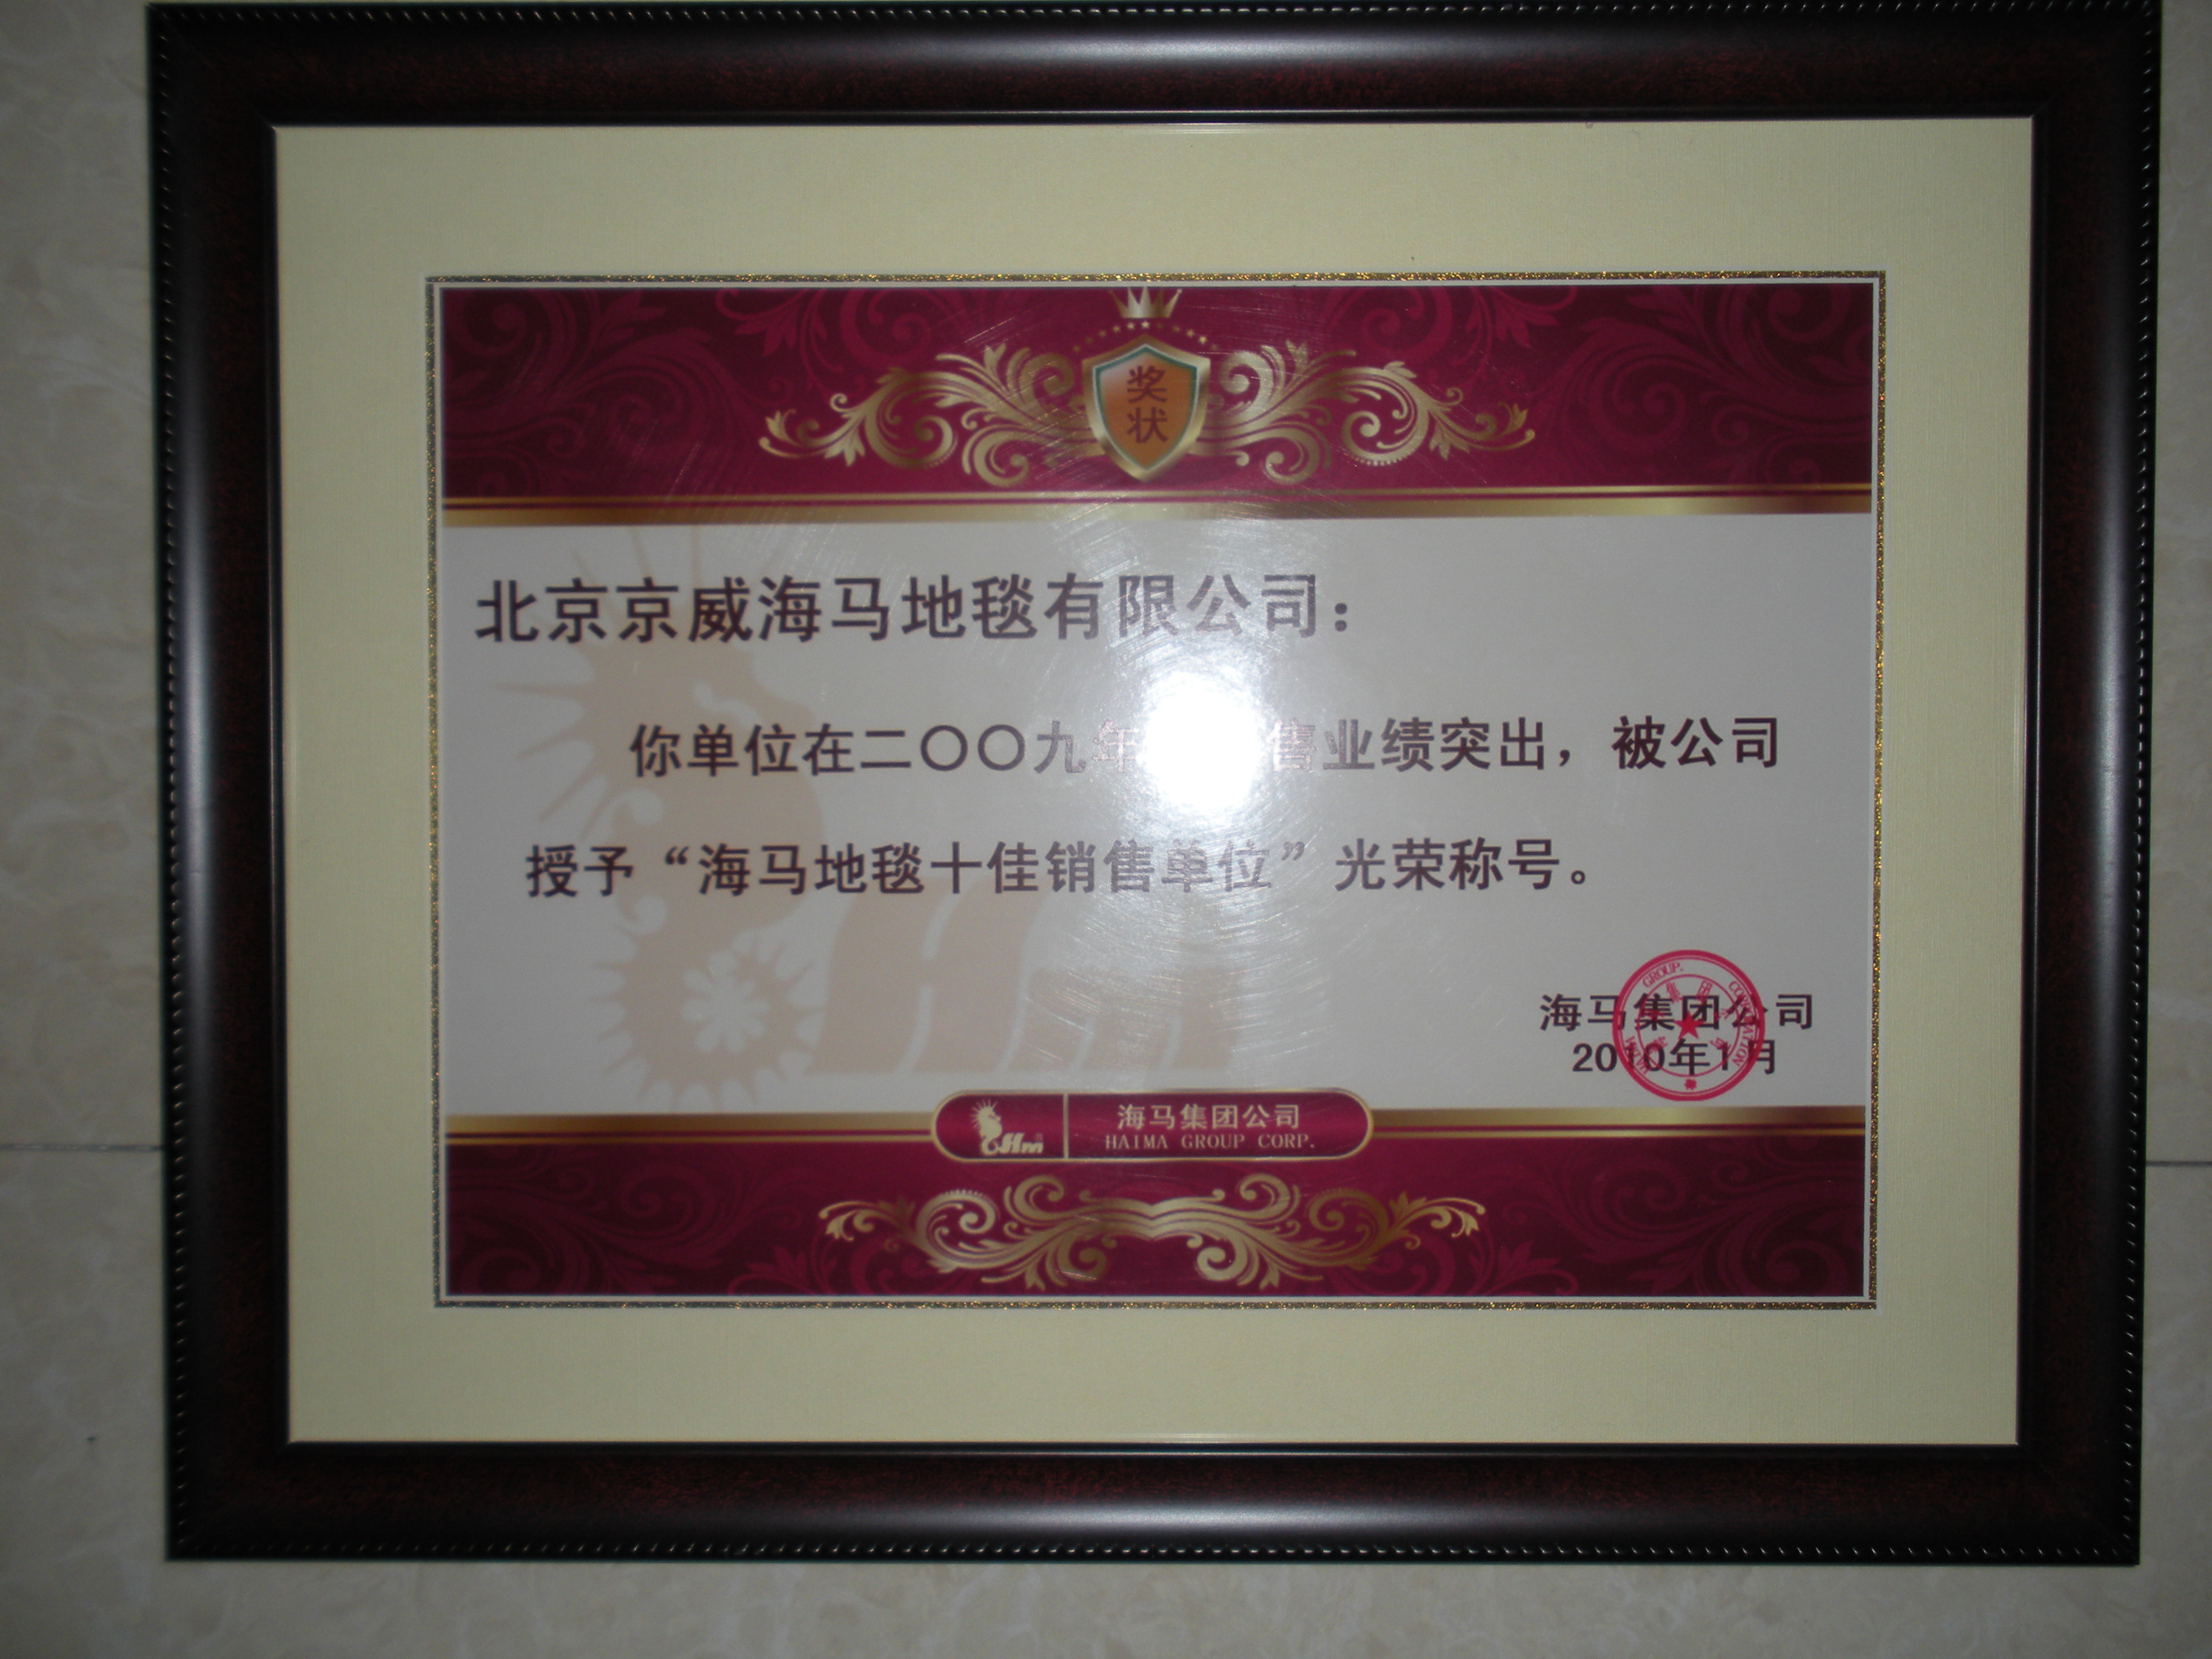 奖
状
北京京威海马地毯有限公司：
你单位在二〇〇九年 售业绩突出，被公司
授予“海马地毯十佳销售单位”光荣称号。
海马集团公司
2010年1月
Hm
海马集团公司
HAIMA GROUP CORP.
Hm